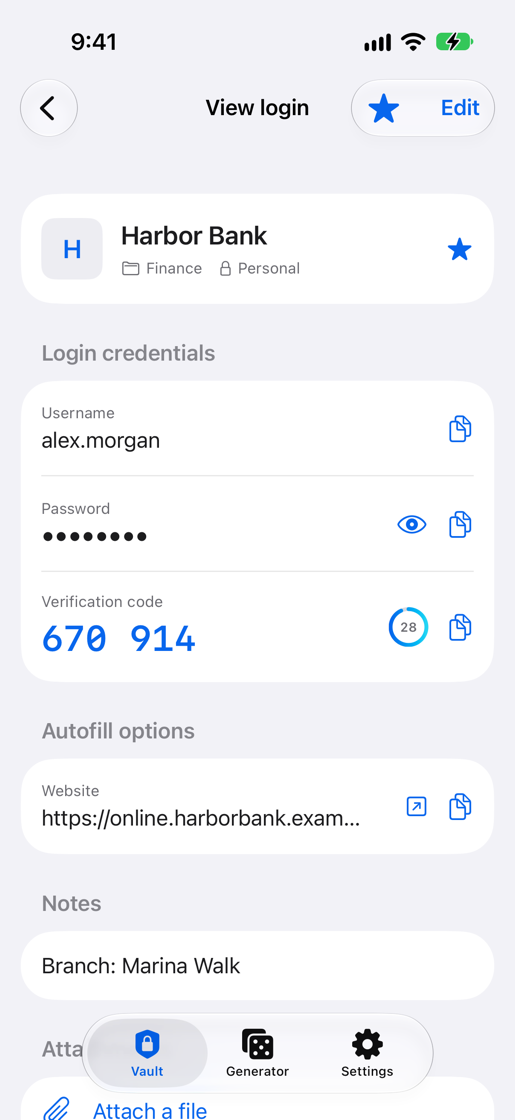 9:41
View login
Edit
H
Harbor Bank
Finance Personal
Login credentials
Username
alex.morgan
Password
Verification code
670 914
28
Autofill options
Website
https://online.harborbank.exam...
Notes
Branch: Marina Walk
Atta
Vault
Generator
Settings
Attach a file